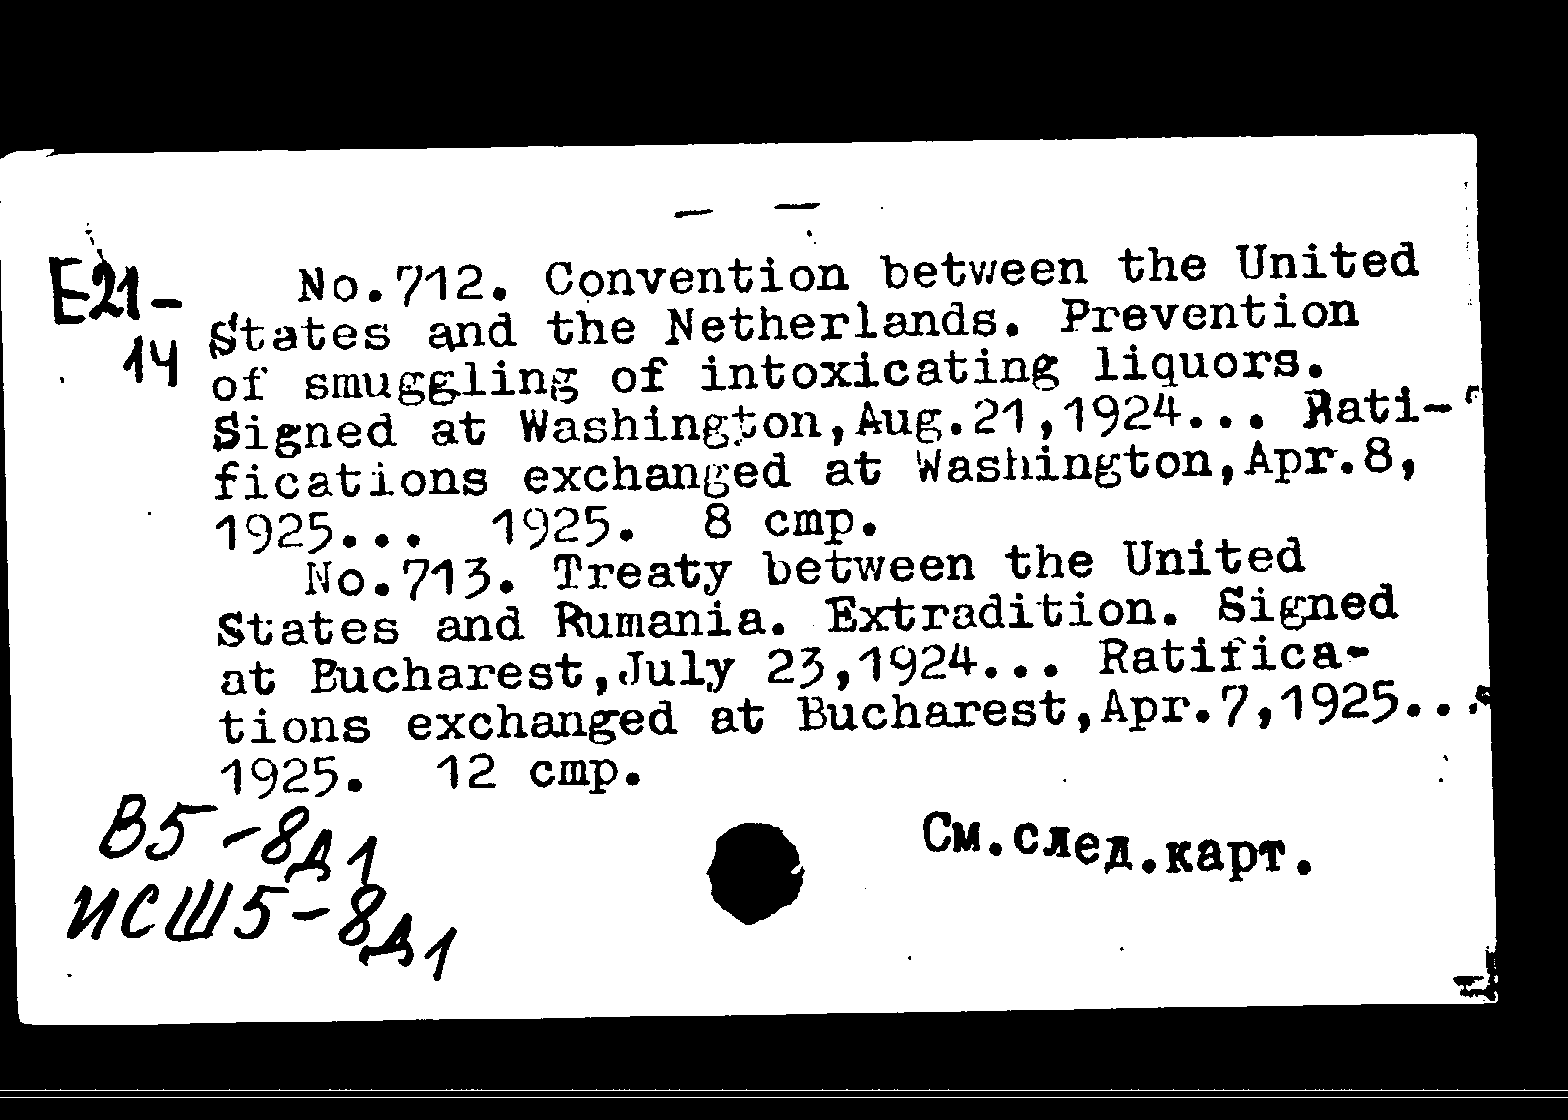 — —
E21-
14
No.712. Convention between the United
States and the Netherlands. Prevention
of smuggling of intoxicating liquors.
Signed at Washington,Aug.21,1924... Rati-
fications exchanged at Washington,Apr.8,
1925... 1925. 8 стр.
No.713. Treaty between the United
States and Rumania. Extradition. Signed
at Bucharest,July 23,1924... Ratifica-
tions exchanged at Bucharest,Apr.7,1925...
1925. 12 стр.
В5-8д1
ИСШ5-8д1
См.след.карт.